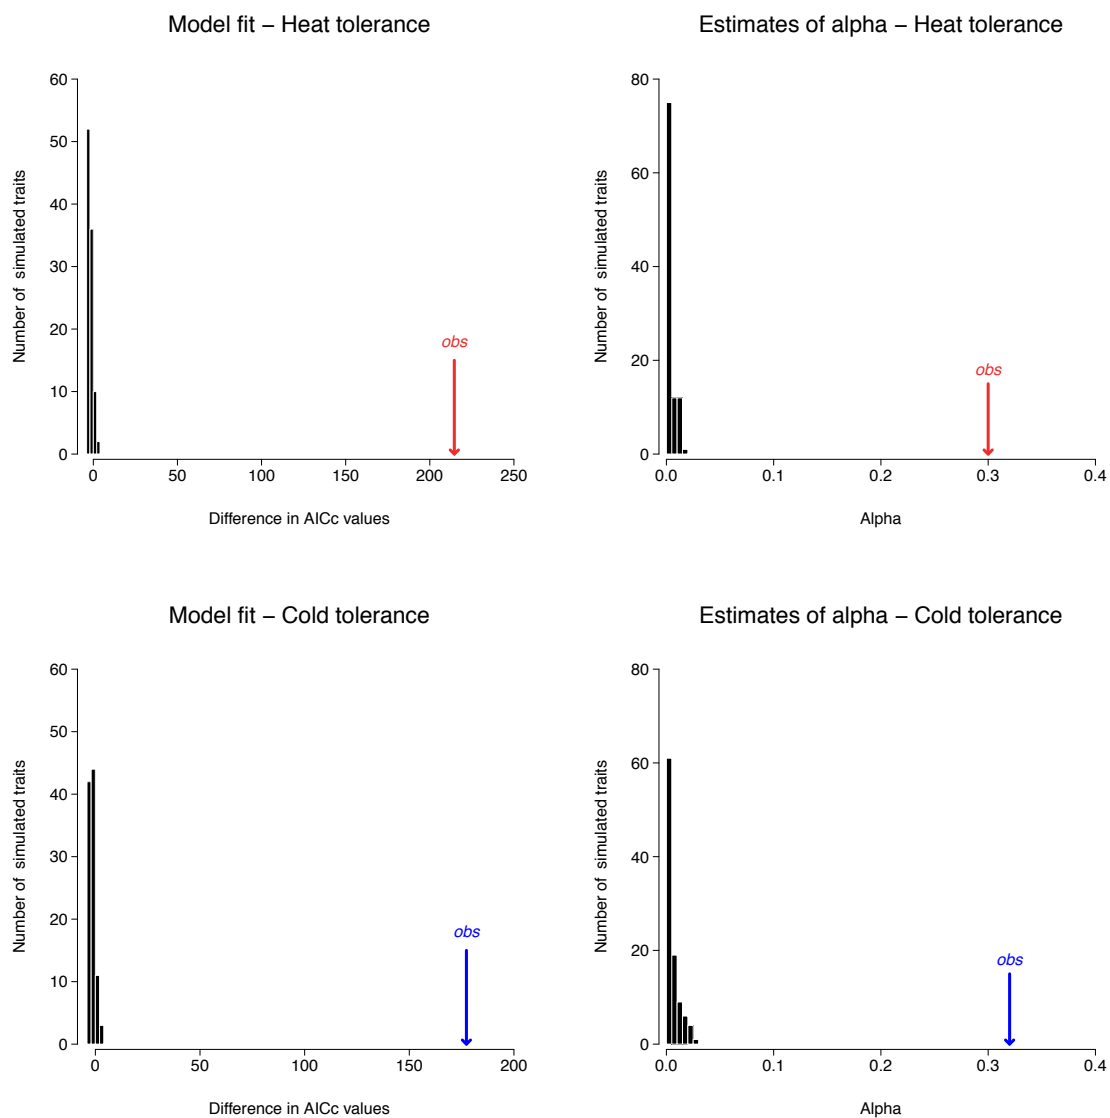 Model fit – Heat tolerance
Number of simulated traits
60
50
40
30
20
10
0
obs
0 50 100 150 200 250
Difference in AICc values
Estimates of alpha – Heat tolerance
Number of simulated traits
80
60
40
20
0
obs
0.0 0.1 0.2 0.3 0.4
Alpha
Model fit – Cold tolerance
Number of simulated traits
60
50
40
30
20
10
0
obs
0 50 100 150 200
Difference in AICc values
Estimates of alpha – Cold tolerance
Number of simulated traits
80
60
40
20
0
obs
0.0 0.1 0.2 0.3 0.4
Alpha